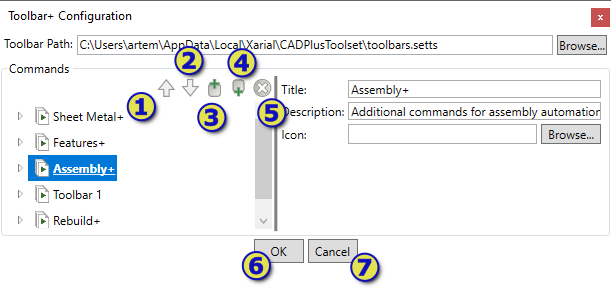 Toolbar+ Configuration
x
Toolbar Path: C:\Users\artem\AppData\Local\Xarial\CADPlusToolset\toolbars.setts Browse...
Commands
2 4
1 3 5
Title: Assembly+
Description: Additional commands for assembly automation
Icon: Browse...
Sheet Metal+
Features+
Assembly+
Toolbar 1
Rebuild+
6 OK Cancel 7